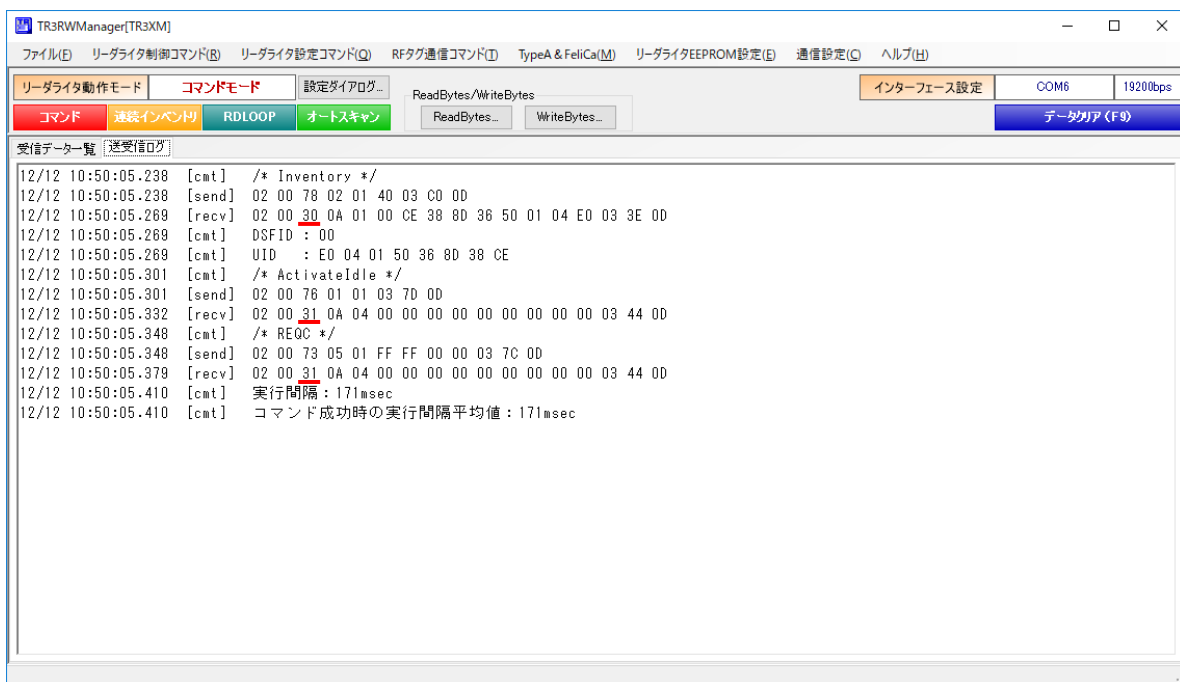 TR3RWManager[TR3XM]
ファイル(F) リーダライタ制御コマンド(R) リーダライタ設定コマンド(Q) RFタグ通信コマンド(T) TypeA & FeliCa(M) リーダライタEEPROM設定(E) 通信設定(C) ヘルプ(H)
リーダライタ動作モード コマンドモード 設定ダイアログ... ReadBytes/WriteBytes インターフェース設定 COM6 19200bps
コマンド 連続インベントリ RDLOOP オートスキャン ReadBytes... WriteBytes... データクリア(F9)
受信データ一覧 送受信ログ
12/12 10:50:05.238 [cmt] /* Inventory */
12/12 10:50:05.238 [send] 02 00 78 02 01 40 03 C0 0D
12/12 10:50:05.269 [recv] 02 00 30 0A 01 00 CE 38 8D 36 50 01 04 E0 03 3E 0D
12/12 10:50:05.269 [cmt] DSFID : 00
12/12 10:50:05.269 [cmt] UID : E0 04 01 50 36 8D 38 CE
12/12 10:50:05.301 [cmt] /* ActivateIdle */
12/12 10:50:05.301 [send] 02 00 76 01 01 03 7D 0D
12/12 10:50:05.332 [recv] 02 00 31 0A 04 00 00 00 00 00 00 00 00 00 03 44 0D
12/12 10:50:05.348 [cmt] /* REQC */
12/12 10:50:05.348 [send] 02 00 73 05 01 FF FF 00 00 03 7C 0D
12/12 10:50:05.379 [recv] 02 00 31 0A 04 00 00 00 00 00 00 00 00 00 03 44 0D
12/12 10:50:05.410 [cmt] 実行間隔：171msec
12/12 10:50:05.410 [cmt] コマンド成功時の実行間隔平均値：171msec